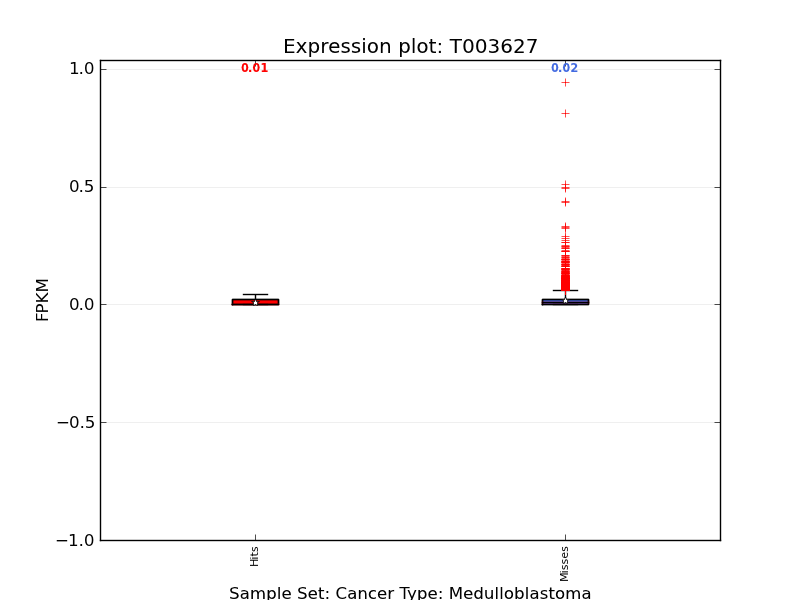 Expression plot: T003627
0.01
0.02
1.0
0.5
0.0
−0.5
−1.0
FPKM
Hits
Misses
Sample Set: Cancer Type: Medulloblastoma